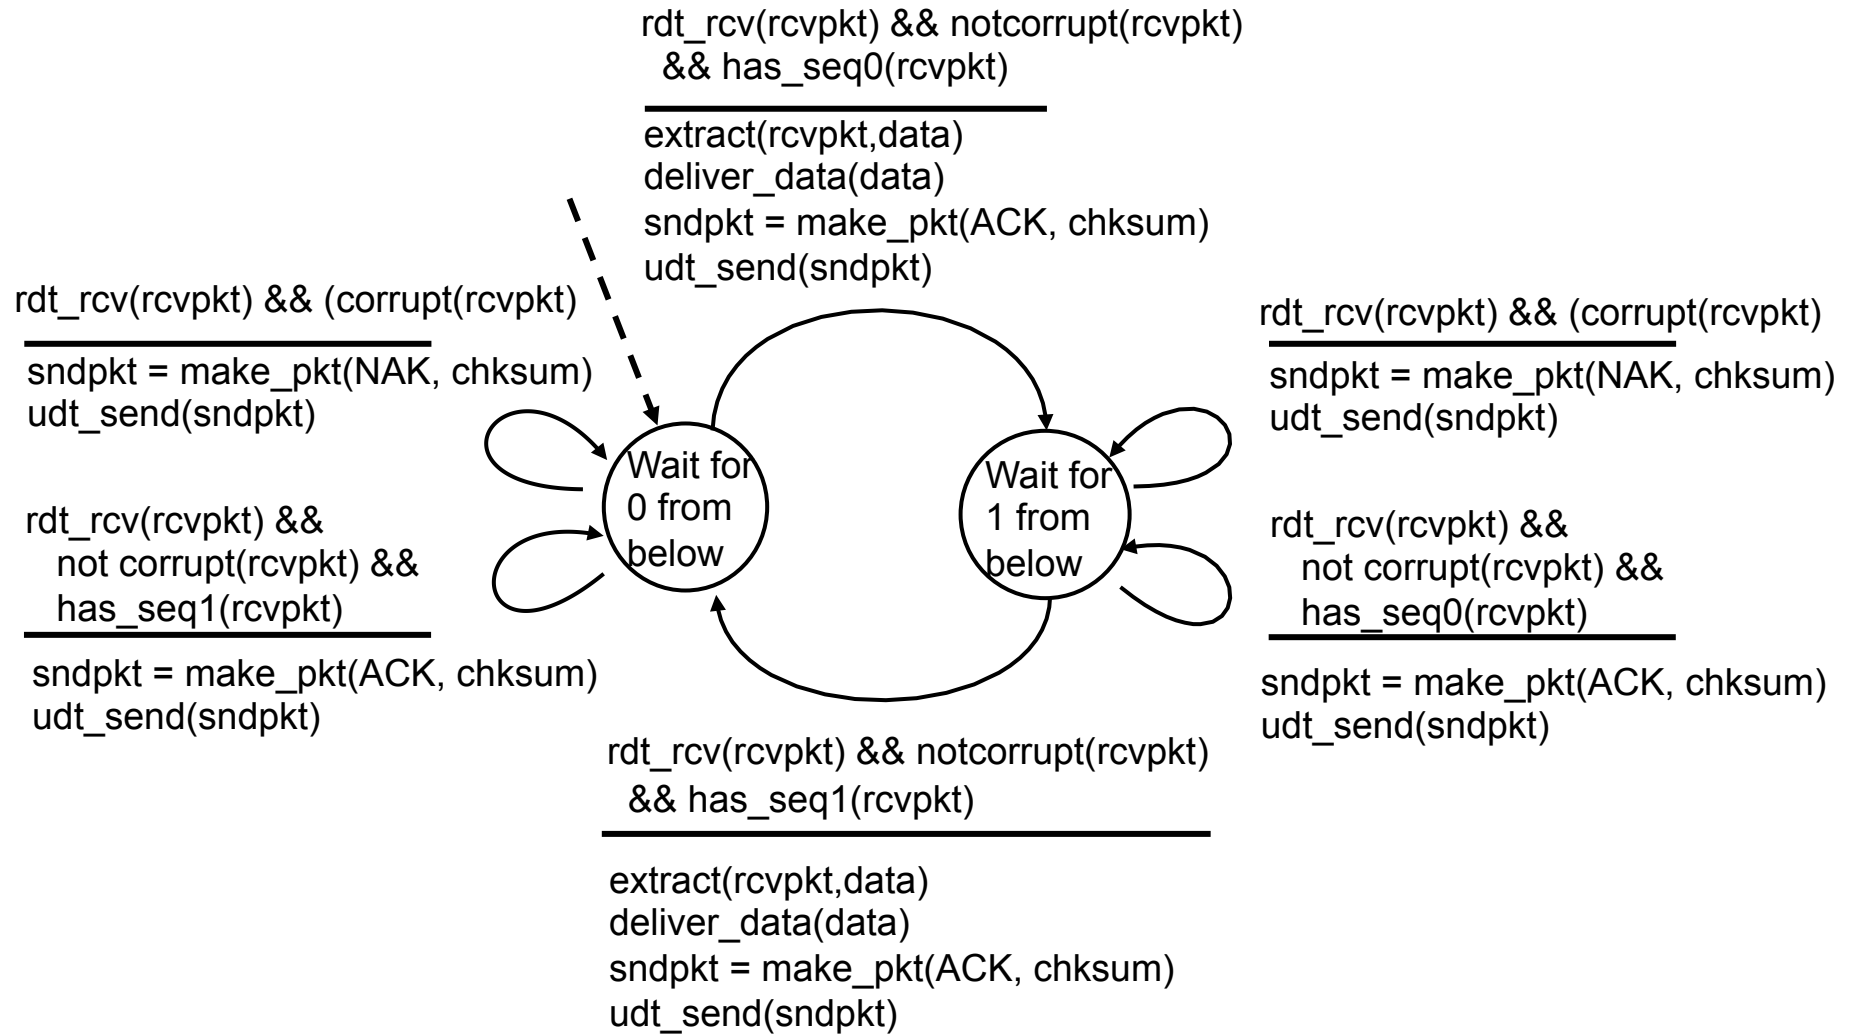 rdt_rcv(rcvpkt) && notcorrupt(rcvpkt)
&& has_seq0(rcvpkt)
extract(rcvpkt,data)
deliver_data(data)
sndpkt = make_pkt(ACK, chksum)
udt_send(sndpkt)
rdt_rcv(rcvpkt) && (corrupt(rcvpkt)
sndpkt = make_pkt(NAK, chksum)
udt_send(sndpkt)
rdt_rcv(rcvpkt) &&
not corrupt(rcvpkt) &&
has_seq1(rcvpkt)
sndpkt = make_pkt(ACK, chksum)
udt_send(sndpkt)
Wait for
0 from
below
Wait for
1 from
below
rdt_rcv(rcvpkt) && (corrupt(rcvpkt)
sndpkt = make_pkt(NAK, chksum)
udt_send(sndpkt)
rdt_rcv(rcvpkt) &&
not corrupt(rcvpkt) &&
has_seq0(rcvpkt)
sndpkt = make_pkt(ACK, chksum)
udt_send(sndpkt)
rdt_rcv(rcvpkt) && notcorrupt(rcvpkt)
&& has_seq1(rcvpkt)
extract(rcvpkt,data)
deliver_data(data)
sndpkt = make_pkt(ACK, chksum)
udt_send(sndpkt)